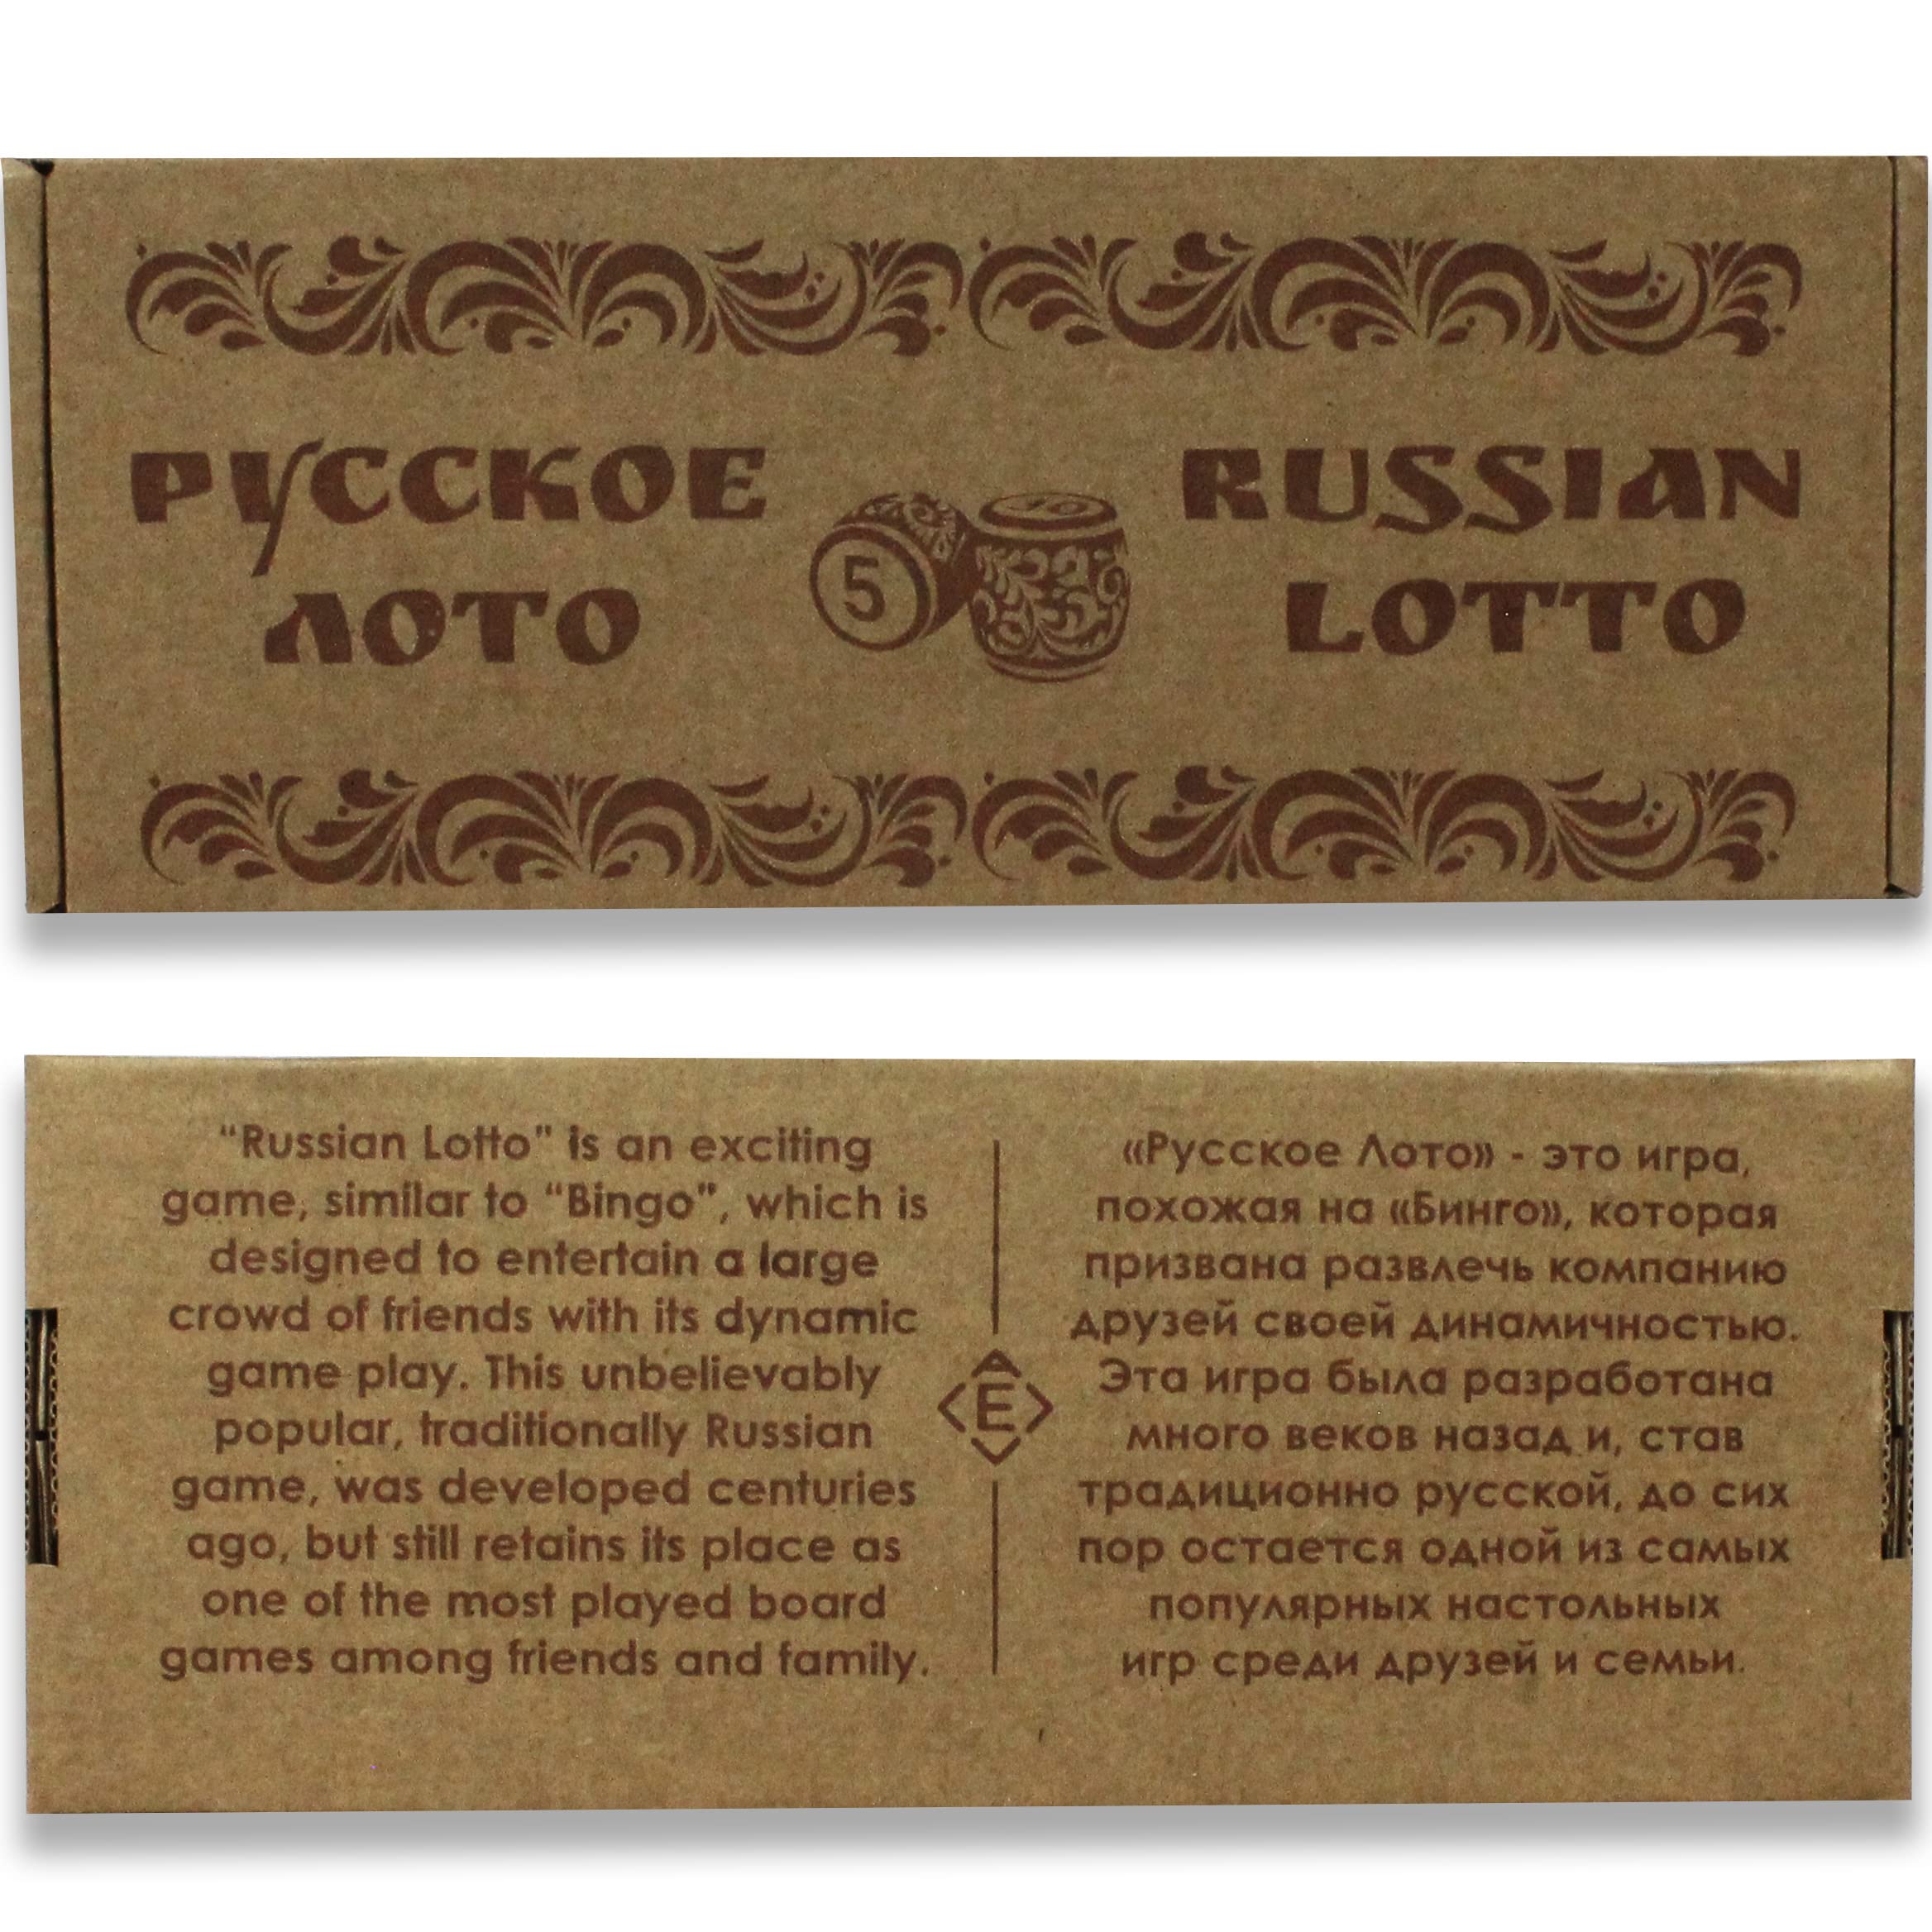 РУССКОЕ
ЛОТО
5
10
RUSSIAN
LOTTO
“Russian Lotto” is an exciting
game, similar to “Bingo”, which is
designed to entertain a large
crowd of friends with its dynamic
game play. This unbelievably
popular, traditionally Russian
game, was developed centuries
ago, but still retains its place as
one of the most played board
games among friends and family.
E
«Русское Лото» - это игра,
похожая на «Бинго», которая
призвана развлечь компанию
друзей своей динамичностью.
Эта игра была разработана
много веков назад и, став
традиционно русской, до сих
пор остается одной из самых
популярных настольных
игр среди друзей и семьи.